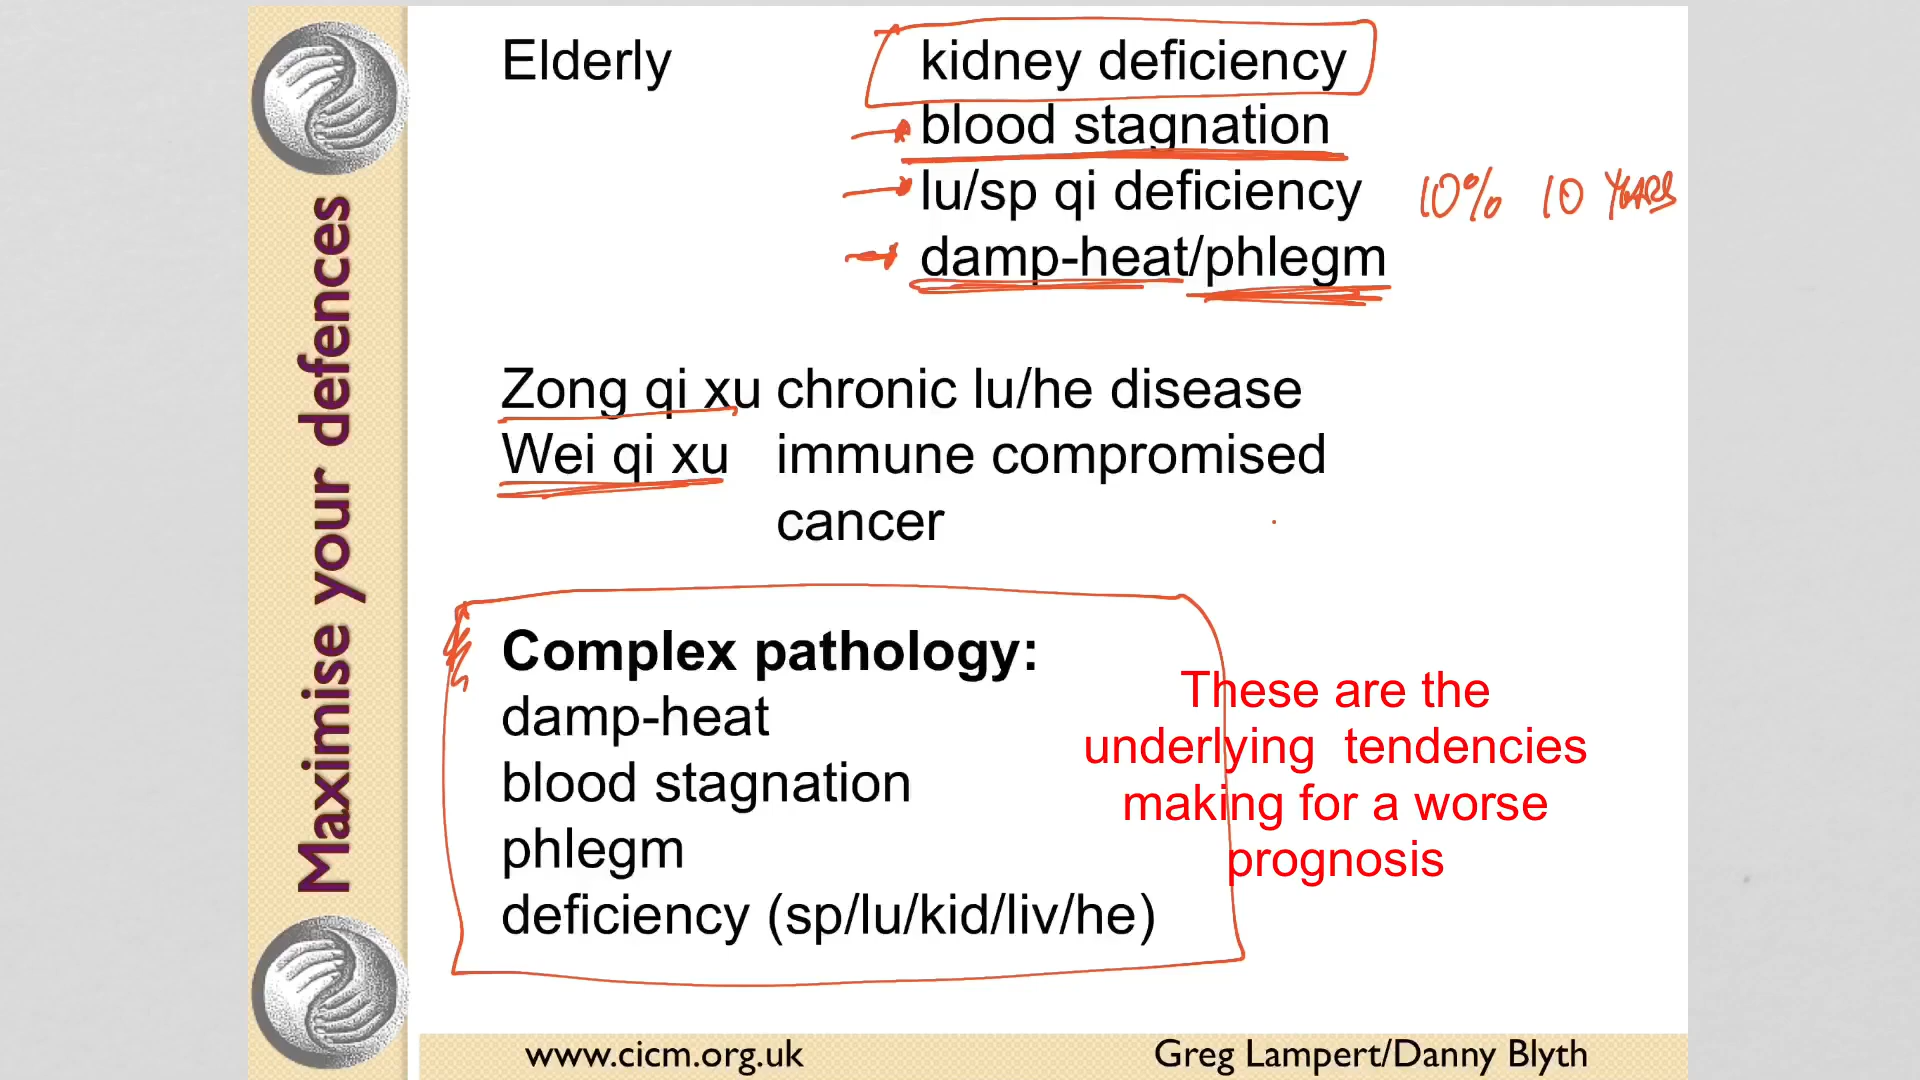 Maximise your defences
Elderly kidney deficiency
blood stagnation
lu/sp qi deficiency 10% 10 YEARS
damp-heat/phlegm
Zong qi xu chronic lu/he disease
Wei qi xu immune compromised
cancer
Complex pathology:
damp-heat
blood stagnation
phlegm
deficiency (sp/lu/kid/liv/he)
These are the
underlying tendencies
making for a worse
prognosis
www.cicm.org.uk Greg Lampert/Danny Blyth